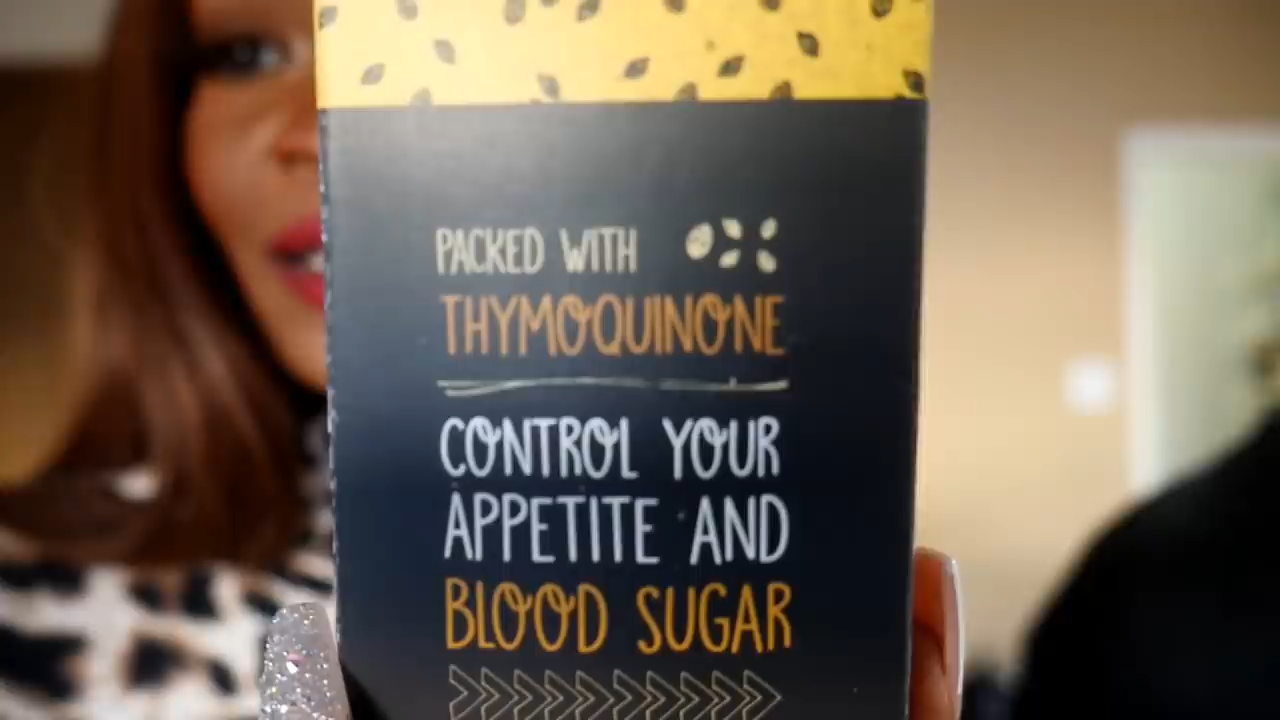 PACKED WITH
THYMOQUINONE
CONTROL YOUR
APPETITE AND
BLOOD SUGAR